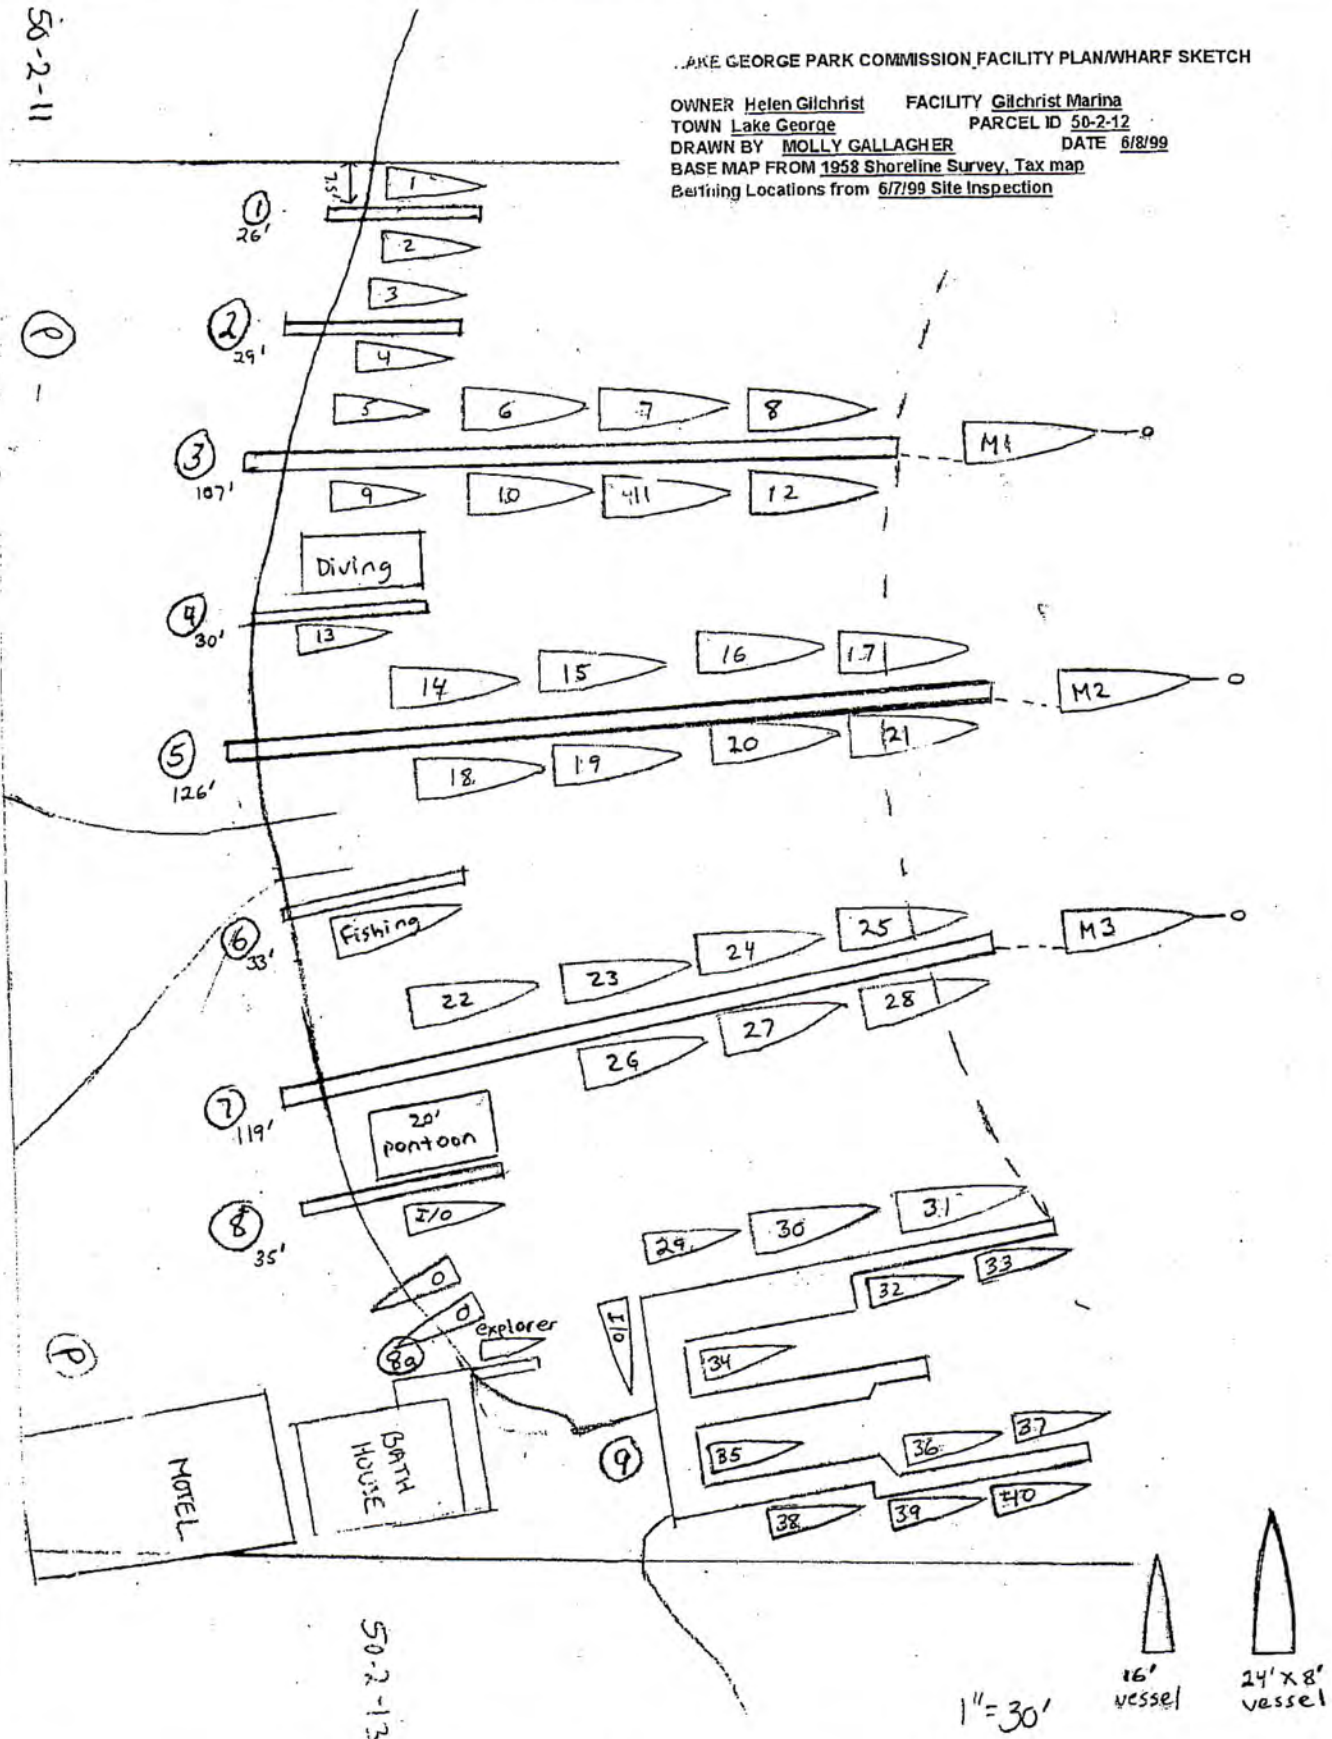 50-2-11
LAKE GEORGE PARK COMMISSION FACILITY PLAN/WHARF SKETCH
OWNER Helen Gilchrist FACILITY Gilchrist Marina
TOWN Lake George PARCEL ID 50-2-12
DRAWN BY MOLLY GALLAGHER DATE 6/8/99
BASE MAP FROM 1958 Shoreline Survey, Tax map
Berthing Locations from 6/7/99 Site Inspection
7.5'
1
1
26'
2
3
P
2
29'
4
5
6
7
8
M1
3
107'
9
10
11
12
Diving
4
30'
13
14
15
16
17
M2
5
126'
18
19
20
21
Fishing
6
33'
22
23
24
25
M3
26
27
28
7
119'
20'
pontoon
8
35'
I/O
29
30
31
32
33
O
O
explorer
8a
I/O
34
P
MOTEL
BATH
HOUSE
9
35
36
37
38
39
40
50-2-13
1"=30'
16'
vessel
24' x 8'
vessel